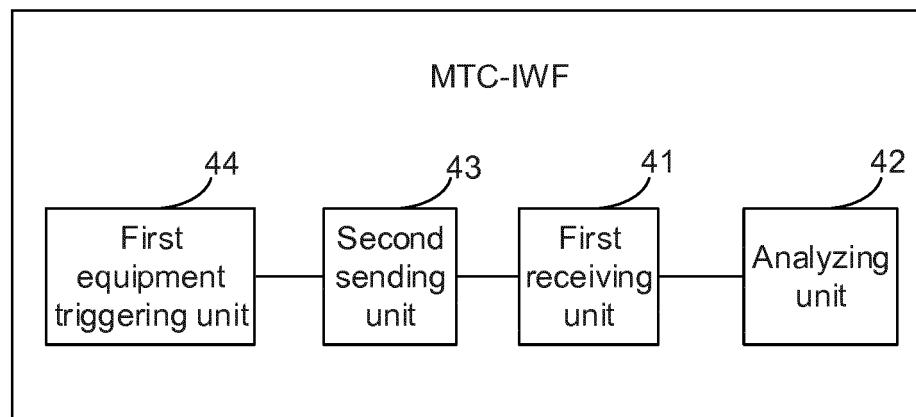 MTC-IWF
44
43
41
42
First
equipment
triggering unit
Second
sending
unit
First
receiving
unit
Analyzing
unit